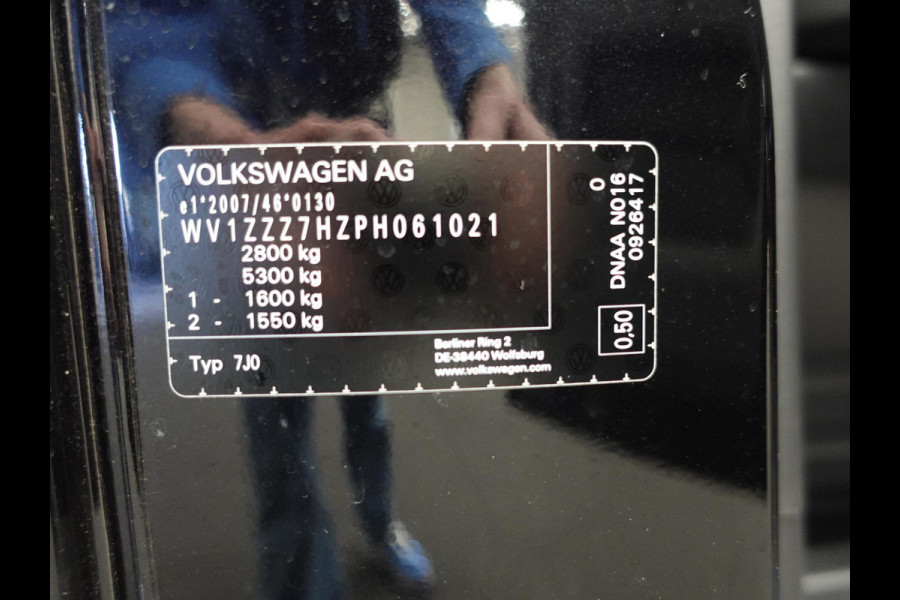 VOLKSWAGEN AG
e1*2007/46*0130
WV1ZZZ7HZPH061021
2800 kg
5300 kg
1 - 1600 kg
2 - 1550 kg
Typ 7J0
Berliner Ring 2
DE-38440 Wolfsburg
www.volkswagen.com
0
DNAA N016
0926417
0,50